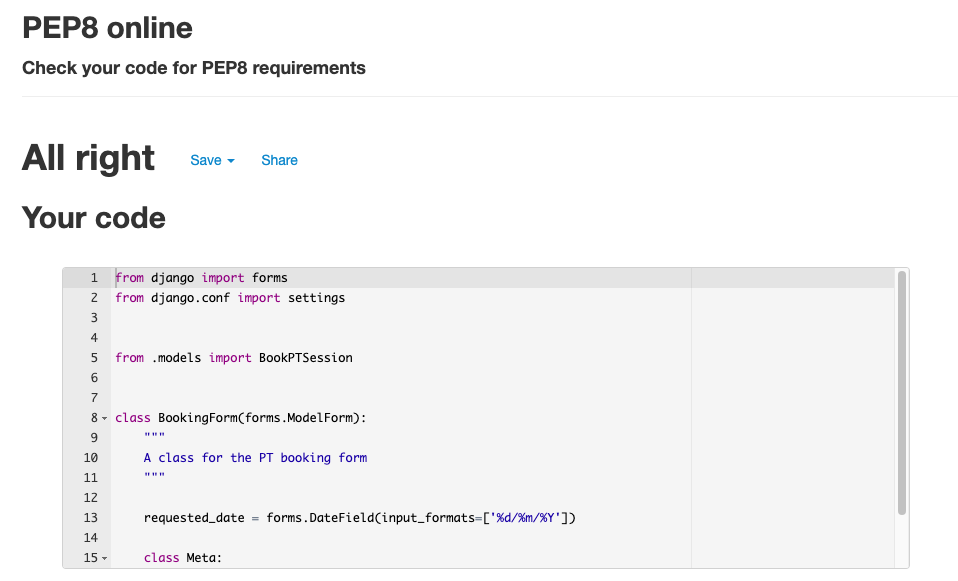 PEP8 online
Check your code for PEP8 requirements
All right Save Share
Your code
1 from django import forms
2 from django.conf import settings
3
4
5 from .models import BookPTSession
6
7
8 class BookingForm(forms.ModelForm):
9     """
10     A class for the PT booking form
11     """
12
13     requested_date = forms.DateField(input_formats=['%d/%m/%Y'])
14
15     class Meta: